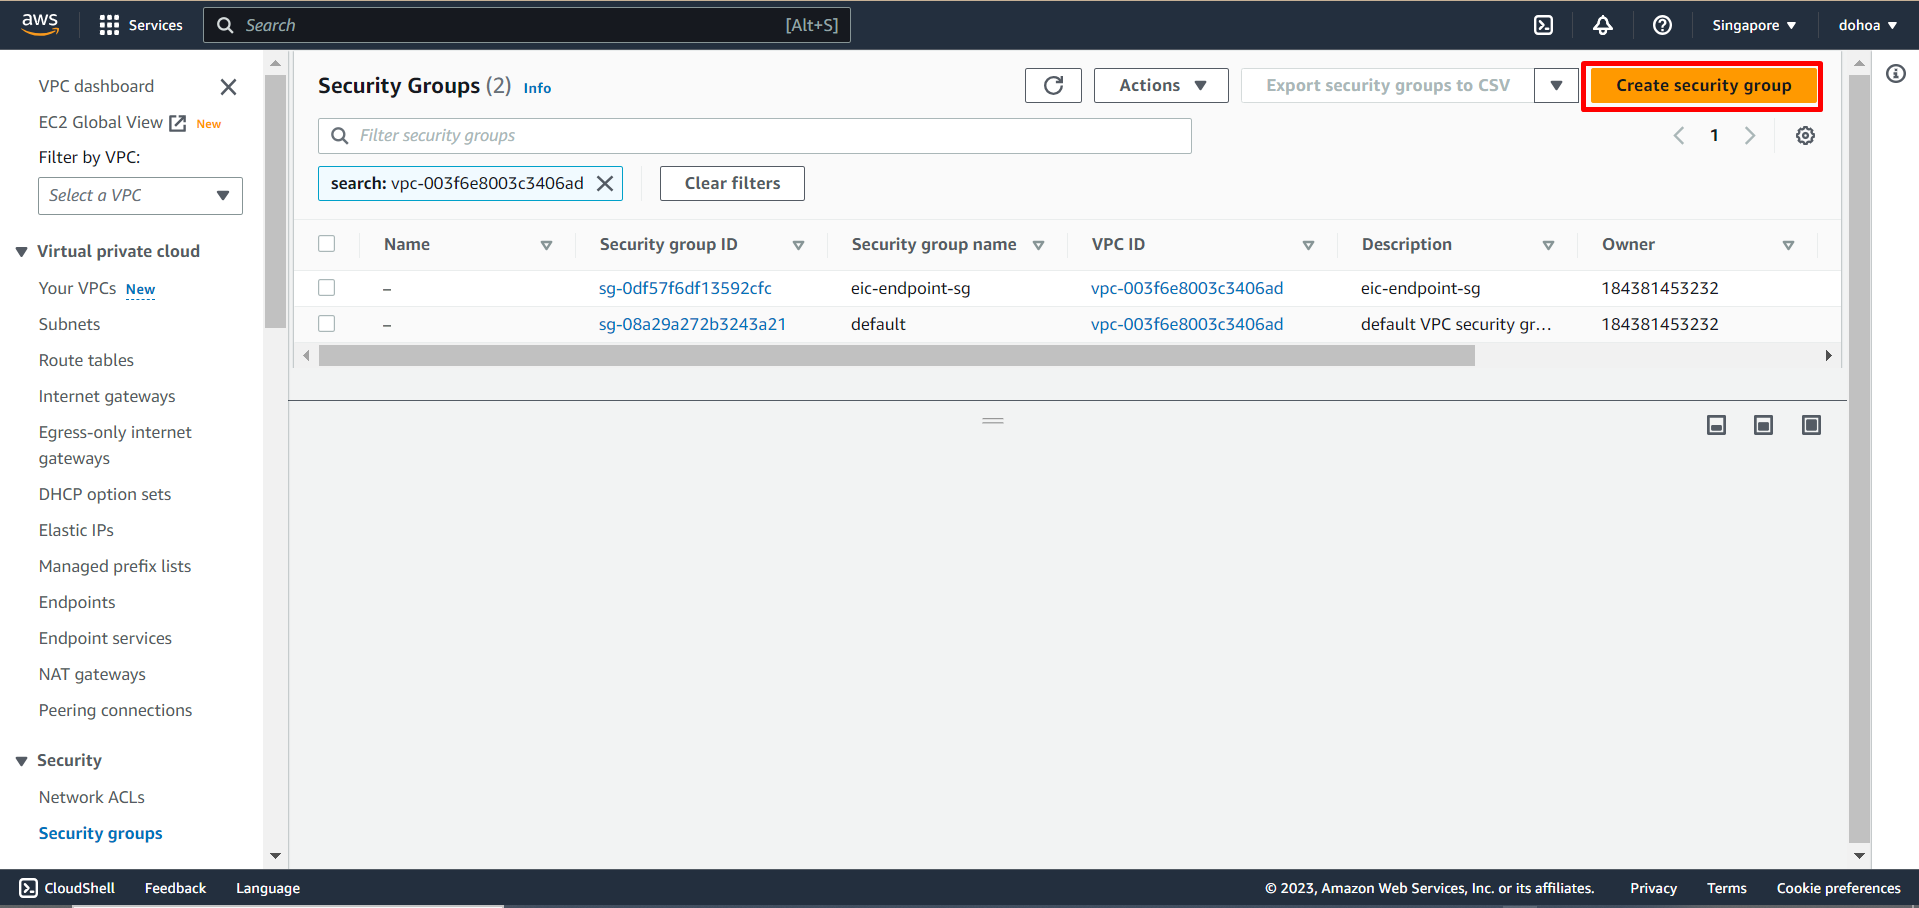 aws
Services
Search
[Alt+S]
Singapore
dohoa
VPC dashboard
EC2 Global View
New
Filter by VPC:
Select a VPC
Virtual private cloud
Your VPCs New
Subnets
Route tables
Internet gateways
Egress-only internet
gateways
DHCP option sets
Elastic IPs
Managed prefix lists
Endpoints
Endpoint services
NAT gateways
Peering connections
Security
Network ACLs
Security groups
Security Groups (2) Info
Actions
Export security groups to CSV
Create security group
Filter security groups
1
search: vpc-003f6e8003c3406ad
Clear filters
Name Security group ID Security group name VPC ID Description Owner
– sg-0df57f6df13592cfc eic-endpoint-sg vpc-003f6e8003c3406ad eic-endpoint-sg 184381453232
– sg-08a29a272b3243a21 default vpc-003f6e8003c3406ad default VPC security gr... 184381453232
CloudShell
Feedback
Language
© 2023, Amazon Web Services, Inc. or its affiliates.
Privacy
Terms
Cookie preferences